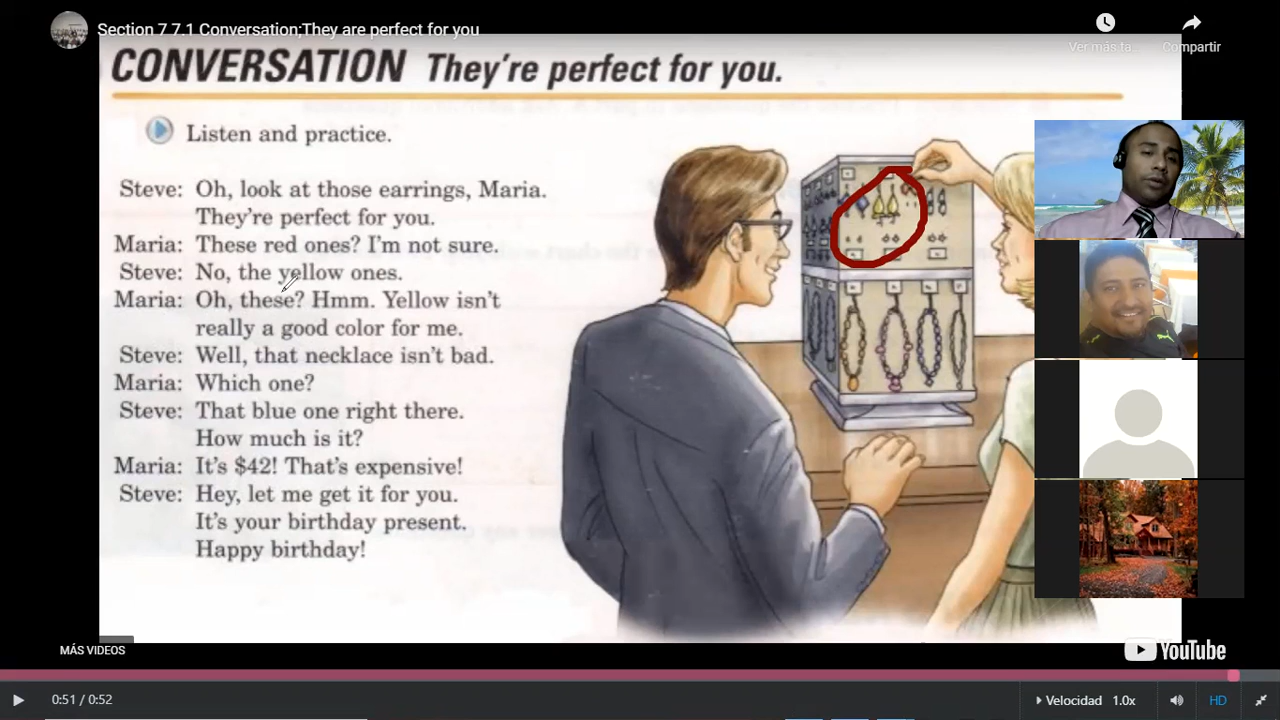 Section 7 7.1 Conversation;They are perfect for you
Ver más ta...
Compartir
CONVERSATION They're perfect for you.
Listen and practice.
Steve: Oh, look at those earrings, Maria.
They're perfect for you.
Maria: These red ones? I'm not sure.
Steve: No, the yellow ones.
Maria: Oh, these? Hmm. Yellow isn't
really a good color for me.
Steve: Well, that necklace isn't bad.
Maria: Which one?
Steve: That blue one right there.
How much is it?
Maria: It's $42! That's expensive!
Steve: Hey, let me get it for you.
It's your birthday present.
Happy birthday!
MÁS VIDEOS
YouTube
0:51 / 0:52
Velocidad 1.0x
HD